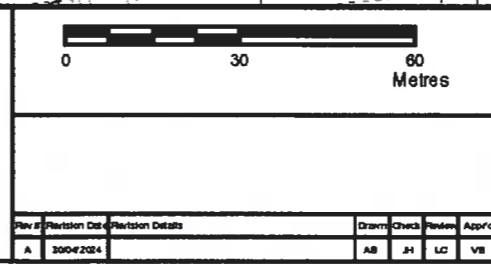 0 30 60
Metres
Rev # Revision Date Revision Details Drawn Check Review Appr'd
A 30/04/2024 AB JH LC VB